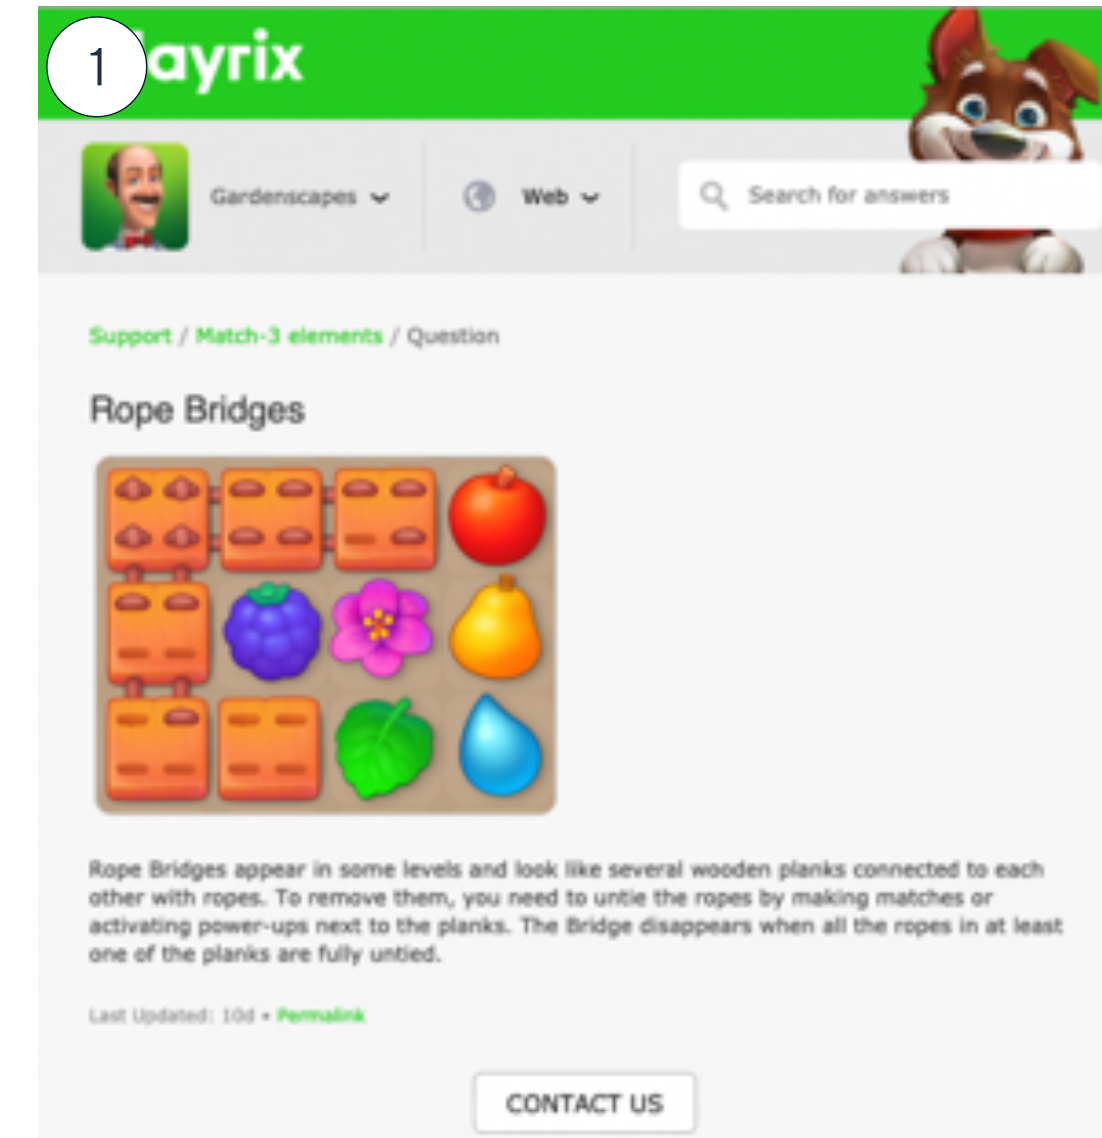 1
ayrix
Gardenscapes
Web
Search for answers
Support / Match-3 elements / Question
Rope Bridges
Rope Bridges appear in some levels and look like several wooden planks connected to each
other with ropes. To remove them, you need to untie the ropes by making matches or
activating power-ups next to the planks. The Bridge disappears when all the ropes in at least
one of the planks are fully untied.
Last Updated: 10d • Permalink
CONTACT US